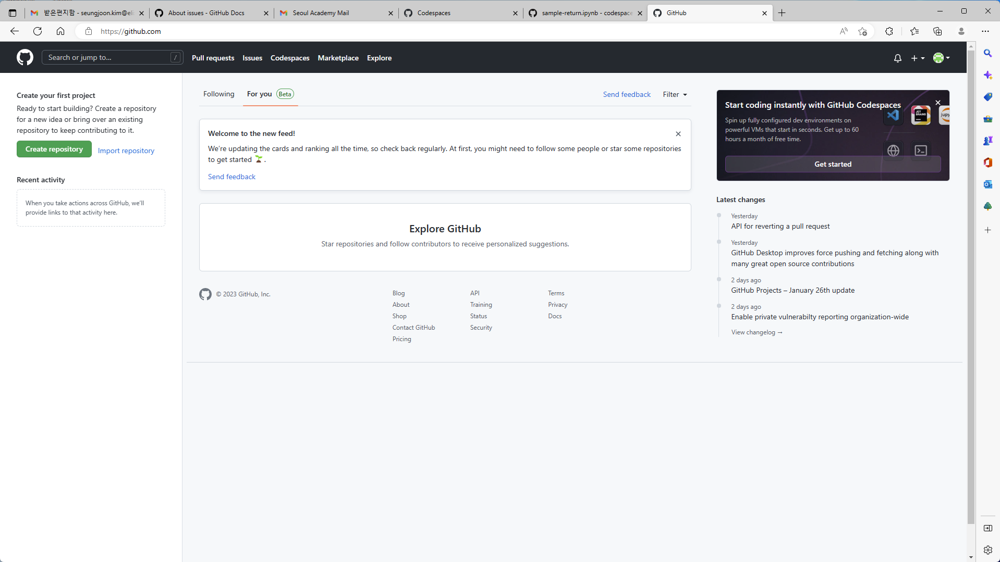 받은편지함 - seungjoon.kim@eli
About issues - GitHub Docs
Seoul Academy Mail
Codespaces
sample-return.ipynb - codespace
GitHub
https://github.com
Search or jump to...
/
Pull requests
Issues
Codespaces
Marketplace
Explore
Create your first project
Ready to start building? Create a repository
for a new idea or bring over an existing
repository to keep contributing to it.
Create repository
Import repository
Recent activity
When you take actions across GitHub, we'll
provide links to that activity here.
Following
For you
Beta
Send feedback
Filter
Welcome to the new feed!
We're updating the cards and ranking all the time, so check back regularly. At first, you might need to follow some people or star some repositories
to get started .
Send feedback
Explore GitHub
Star repositories and follow contributors to receive personalized suggestions.
© 2023 GitHub, Inc.
Blog
About
Shop
Contact GitHub
Pricing
API
Training
Status
Security
Terms
Privacy
Docs
Start coding instantly with GitHub Codespaces
Spin up fully configured dev environments on
powerful VMs that start in seconds. Get up to 60
hours a month of free time.
JET
BRAINS
jupy
Get started
Latest changes
Yesterday
API for reverting a pull request
Yesterday
GitHub Desktop improves force pushing and fetching along with
many great open source contributions
2 days ago
GitHub Projects – January 26th update
2 days ago
Enable private vulnerabilty reporting organization-wide
View changelog →